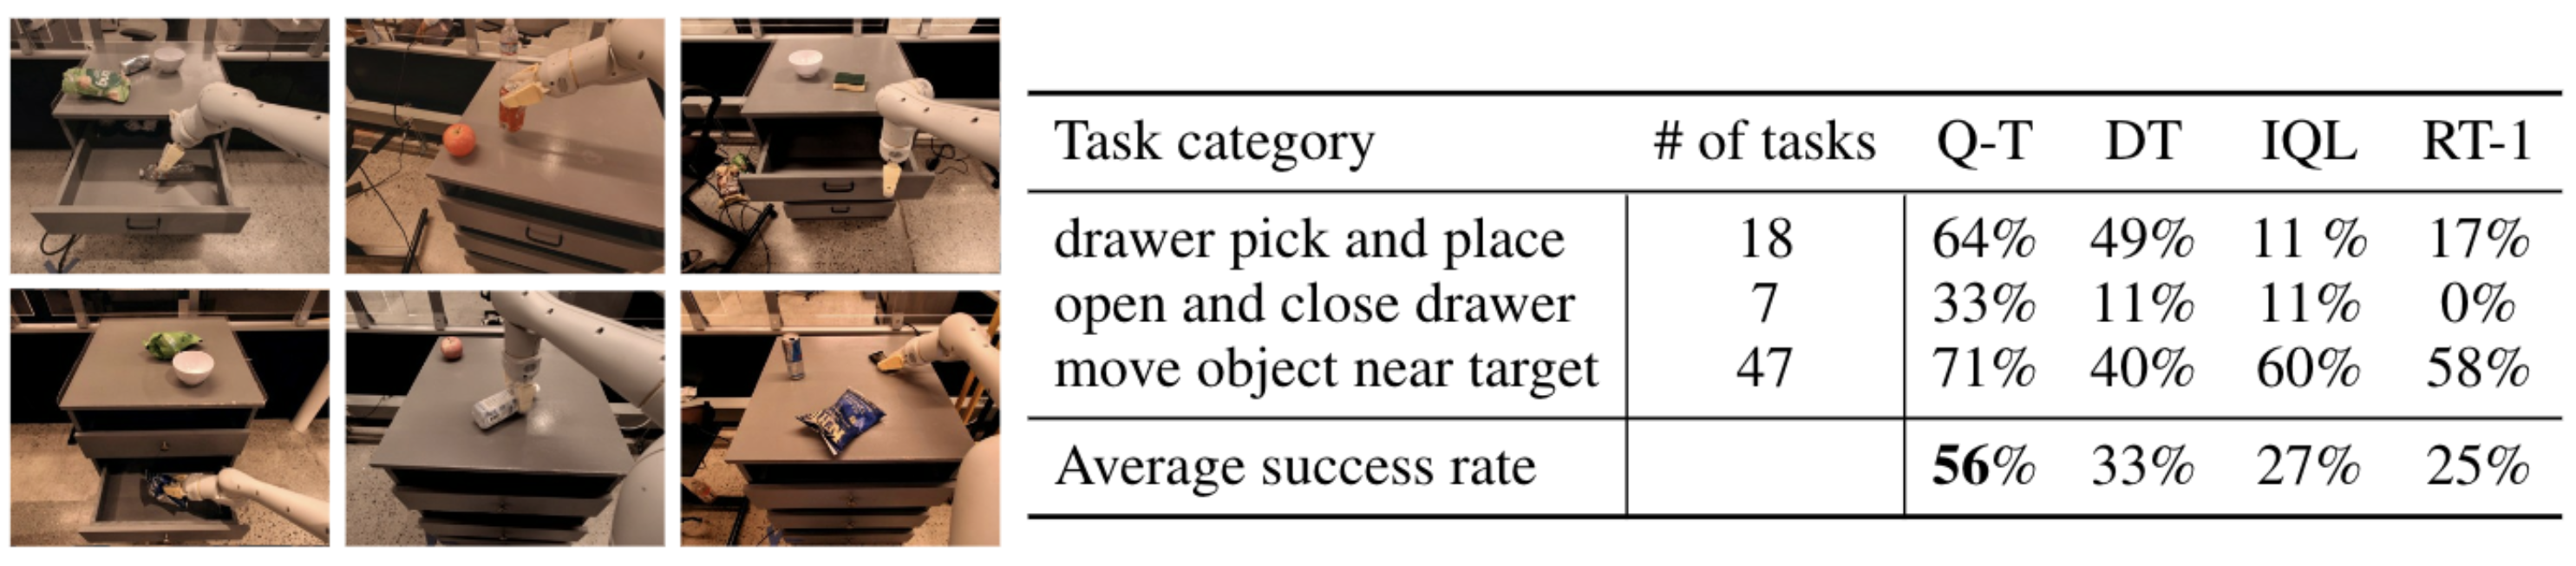 Task category # of tasks Q-T DT IQL RT-1
drawer pick and place 18 64% 49% 11 % 17%
open and close drawer 7 33% 11% 11% 0%
move object near target 47 71% 40% 60% 58%
Average success rate 56% 33% 27% 25%